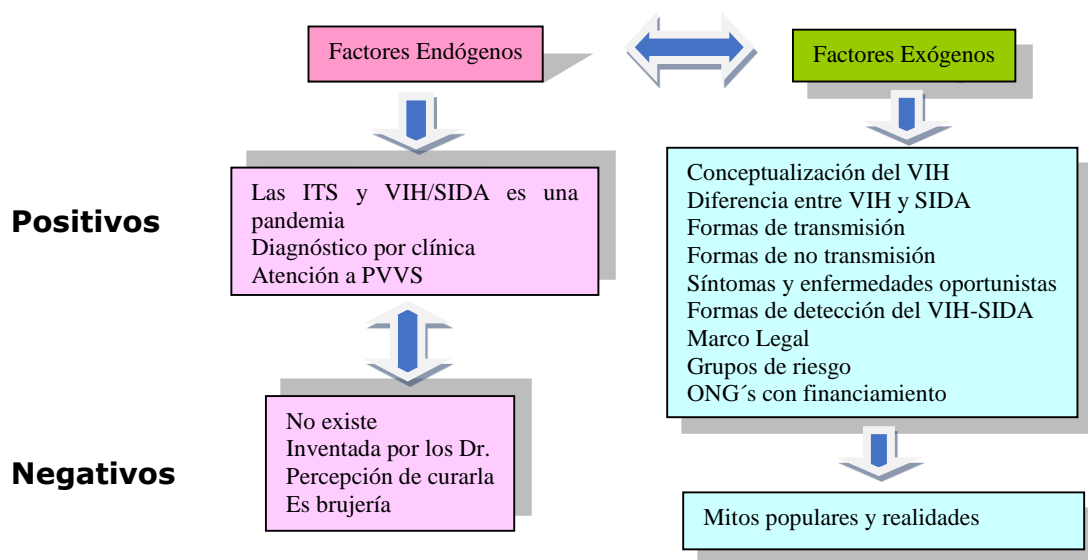 Factores Endógenos
Factores Exógenos
Positivos
Las ITS y VIH/SIDA es una
pandemia
Diagnóstico por clínica
Atención a PVVS
Conceptualización del VIH
Diferencia entre VIH y SIDA
Formas de transmisión
Formas de no transmisión
Síntomas y enfermedades oportunistas
Formas de detección del VIH-SIDA
Marco Legal
Grupos de riesgo
ONG´s con financiamiento
Negativos
No existe
Inventada por los Dr.
Percepción de curarla
Es brujería
Mitos populares y realidades